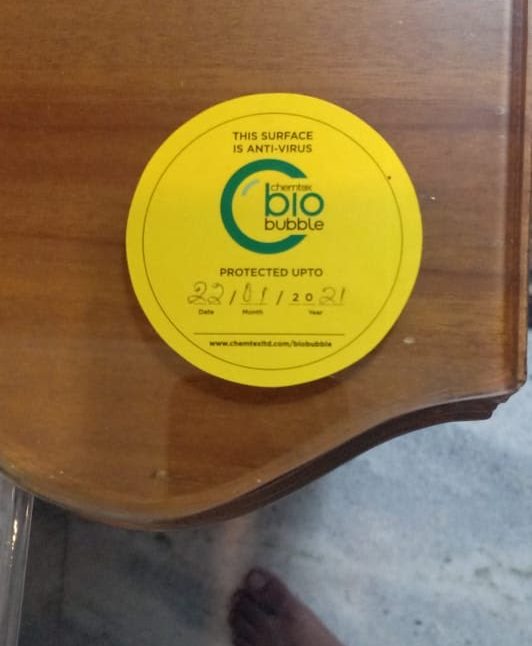 THIS SURFACE
IS ANTI-VIRUS
chemtex
bio
bubble
PROTECTED UPTO
22/01/2021
Date Month Year
www.chemtexltd.com/biobubble